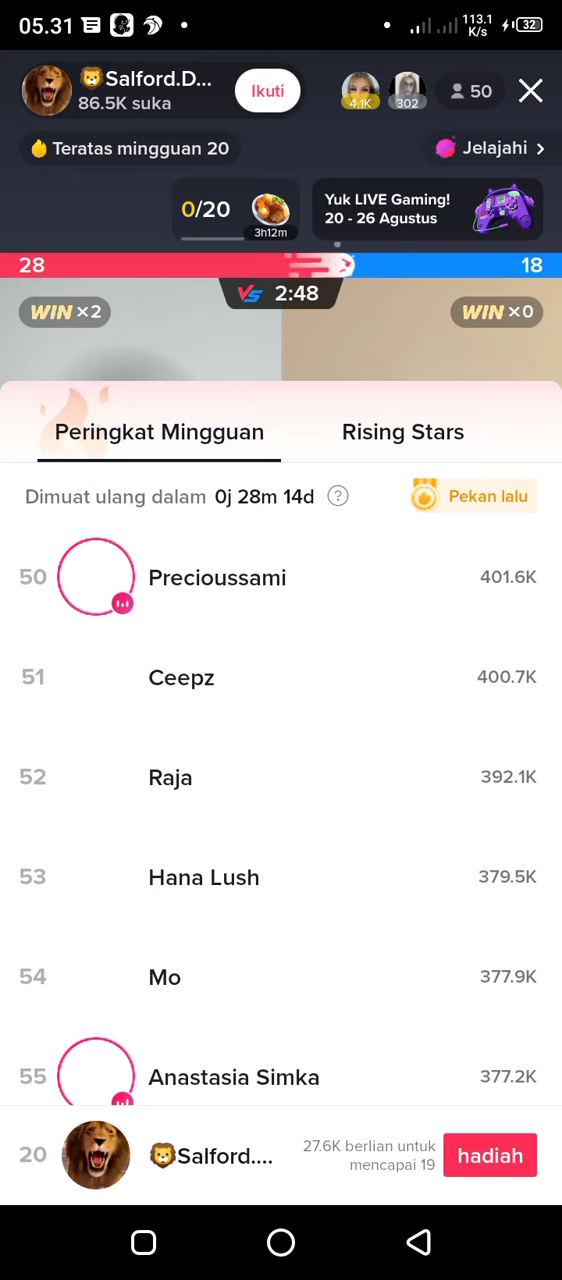 05.31
113.1
K/s
32
🦁Salford.D...
86.5K suka
Ikuti
4.1K
302
50
Teratas mingguan 20
Jelajahi
0/20
3h12m
Yuk LIVE Gaming!
20 - 26 Agustus
28
18
VS 2:48
WIN ×2
WIN ×0
Peringkat Mingguan
Rising Stars
Dimuat ulang dalam 0j 28m 14d ?
Pekan lalu
50 Precioussami 401.6K
51 Ceepz 400.7K
52 Raja 392.1K
53 Hana Lush 379.5K
54 Mo 377.9K
55 Anastasia Simka 377.2K
20 🦁Salford....
27.6K berlian untuk
mencapai 19
hadiah